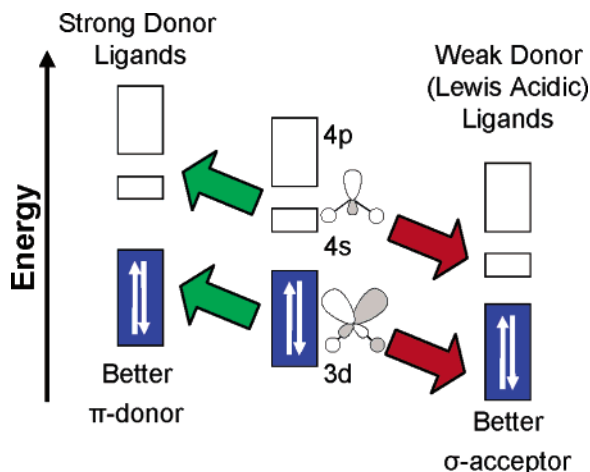 Strong Donor
Ligands
Weak Donor
(Lewis Acidic)
Ligands
4p
4s
3d
Energy
Better
π-donor
Better
σ-acceptor